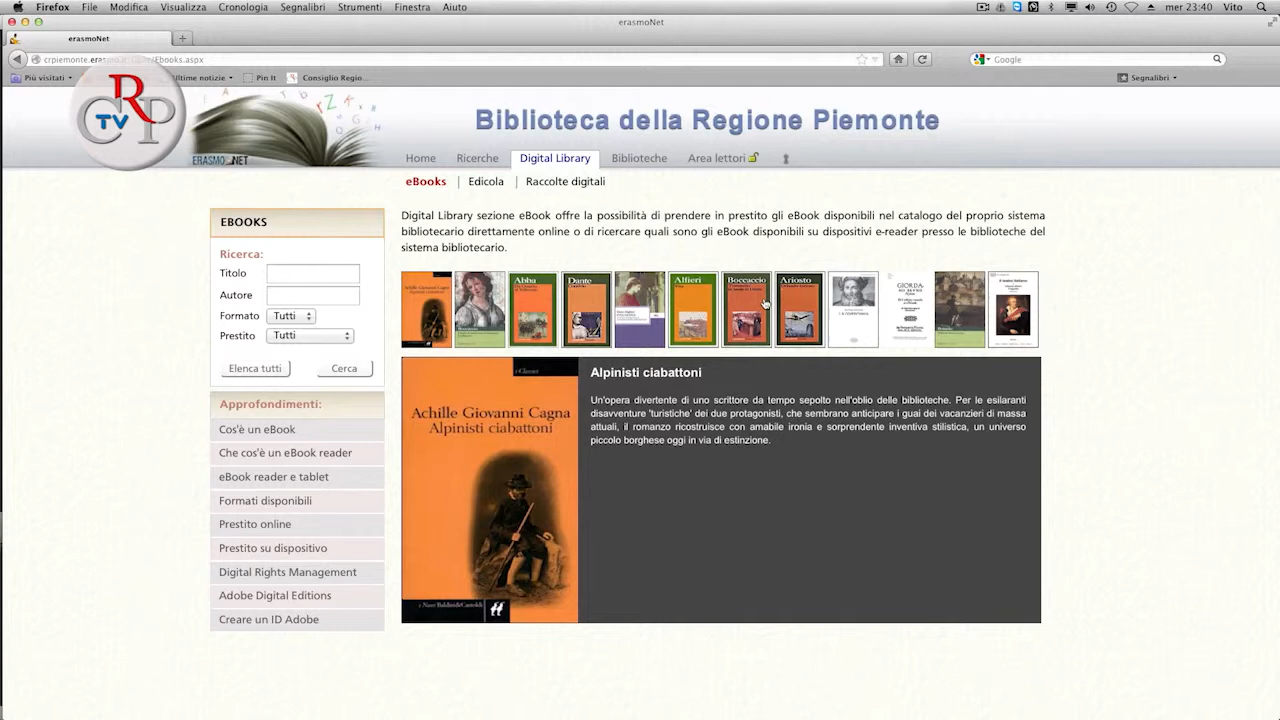 Firefox File Modifica Visualizza Cronologia Segnalibri Strumenti Finestra Aiuto mer 23:40 Vito
erasmoNet
erasmoNet
Google
Più visitati Ultime notizie Pin It Consiglio Regio... Segnalibri
CRP
TV
ERASMO NET
Biblioteca della Regione Piemonte
Home Ricerche Digital Library Biblioteche Area lettori
eBooks Edicola Raccolte digitali
EBOOKS
Ricerca:
Titolo
Autore
Formato Tutti
Prestito Tutti
Elenca tutti Cerca
Approfondimenti:
Cos'è un eBook
Che cos'è un eBook reader
eBook reader e tablet
Formati disponibili
Prestito online
Prestito su dispositivo
Digital Rights Management
Adobe Digital Editions
Creare un ID Adobe
Digital Library sezione eBook offre la possibilità di prendere in prestito gli eBook disponibili nel catalogo del proprio sistema
bibliotecario direttamente online o di ricercare quali sono gli eBook disponibili su dispositivi e-reader presso le biblioteche del
sistema bibliotecario.
Abba Dante Alfieri Boccaccio Ariosto
i Classici
Achille Giovanni Cagna
Alpinisti ciabattoni
Alpinisti ciabattoni
Un'opera divertente di uno scrittore da tempo sepolto nell'oblio delle biblioteche. Per le esilaranti
disavventure 'turistiche' dei due protagonisti, che sembrano anticipare i guai dei vacanzieri di massa
attuali, il romanzo ricostruisce con amabile ironia e sorprendente inventiva stilistica, un universo
piccolo borghese oggi in via di estinzione.